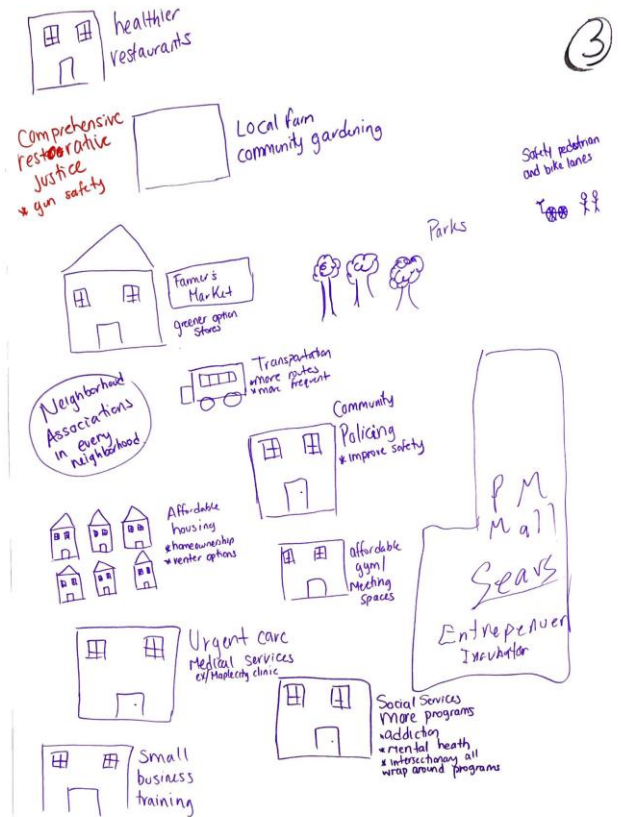 healthier
restaurants
3
Comprehensive
restorative
justice
* gun safety
Local farm
community gardening
Safety pedestrian
and bike lanes
Parks
Farmer's
Market
greener option
stores
Transportation
*more routes
*more frequent
Neighborhood
Associations
in every
neighborhood
Community
Policing
* improve safety
Affordable
housing
*homeownership
*renter options
affordable
gym/
Meeting
spaces
PM
Mall
Sears
Entrepenuer
Incubator
Urgent care
Medical services
ex/Maplecity clinic
Social Services
more programs
*addiction
*mental heath
* intersectionary all
wrap around programs
Small
business
training